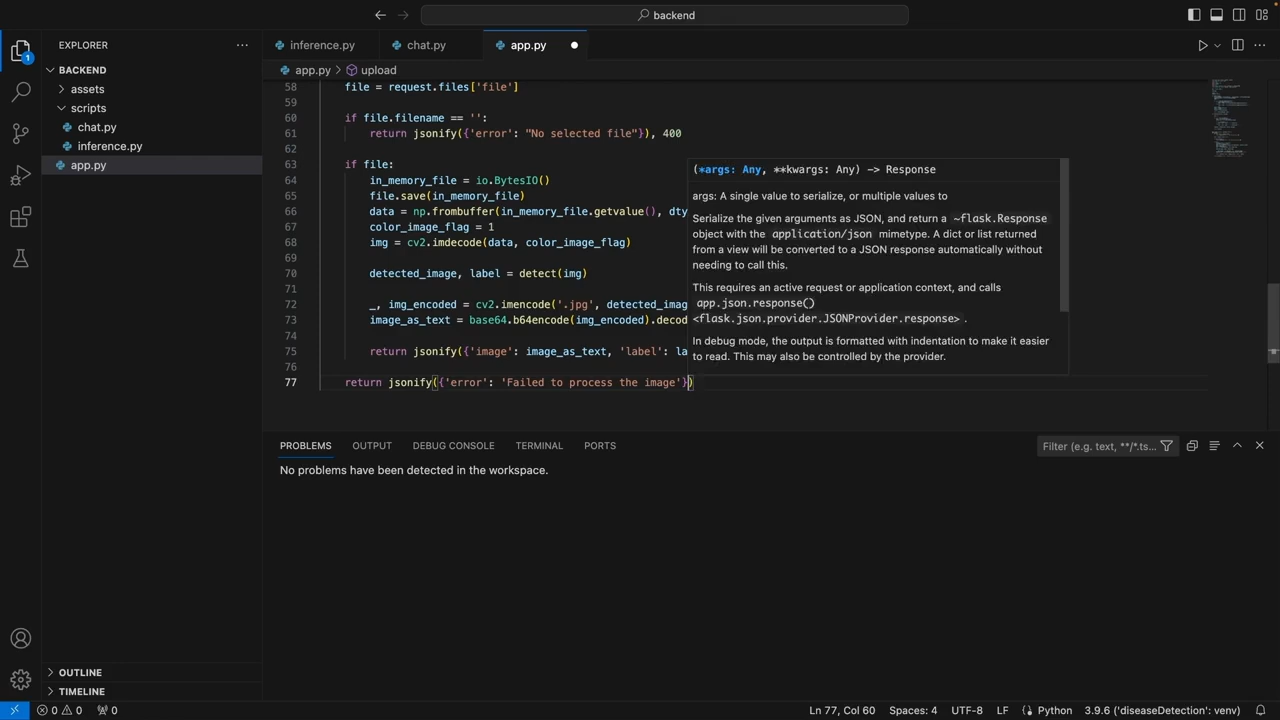 backend
EXPLORER
inference.py
chat.py
app.py
BACKEND
assets
scripts
chat.py
inference.py
app.py
1
app.py > upload
58 file = request.files['file']
59
60 if file.filename == '':
61 return jsonify({'error': "No selected file"}), 400
62
63 if file:
64 in_memory_file = io.BytesIO()
65 file.save(in_memory_file)
66 data = np.frombuffer(in_memory_file.getvalue(), dty
67 color_image_flag = 1
68 img = cv2.imdecode(data, color_image_flag)
69
70 detected_image, label = detect(img)
71
72 _, img_encoded = cv2.imencode('.jpg', detected_imag
73 image_as_text = base64.b64encode(img_encoded).decod
74
75 return jsonify({'image': image_as_text, 'label': la
76
77 return jsonify({'error': 'Failed to process the image'})
(*args: Any, **kwargs: Any) -> Response
args: A single value to serialize, or multiple values to
Serialize the given arguments as JSON, and return a ~flask.Response
object with the application/json mimetype. A dict or list returned
from a view will be converted to a JSON response automatically without
needing to call this.
This requires an active request or application context, and calls
app.json.response()
<flask.json.provider.JSONProvider.response> .
In debug mode, the output is formatted with indentation to make it easier
to read. This may also be controlled by the provider.
PROBLEMS OUTPUT DEBUG CONSOLE TERMINAL PORTS
Filter (e.g. text, **/*.ts...
No problems have been detected in the workspace.
OUTLINE
TIMELINE
0 0 0
Ln 77, Col 60 Spaces: 4 UTF-8 LF Python 3.9.6 ('diseaseDetection': venv)